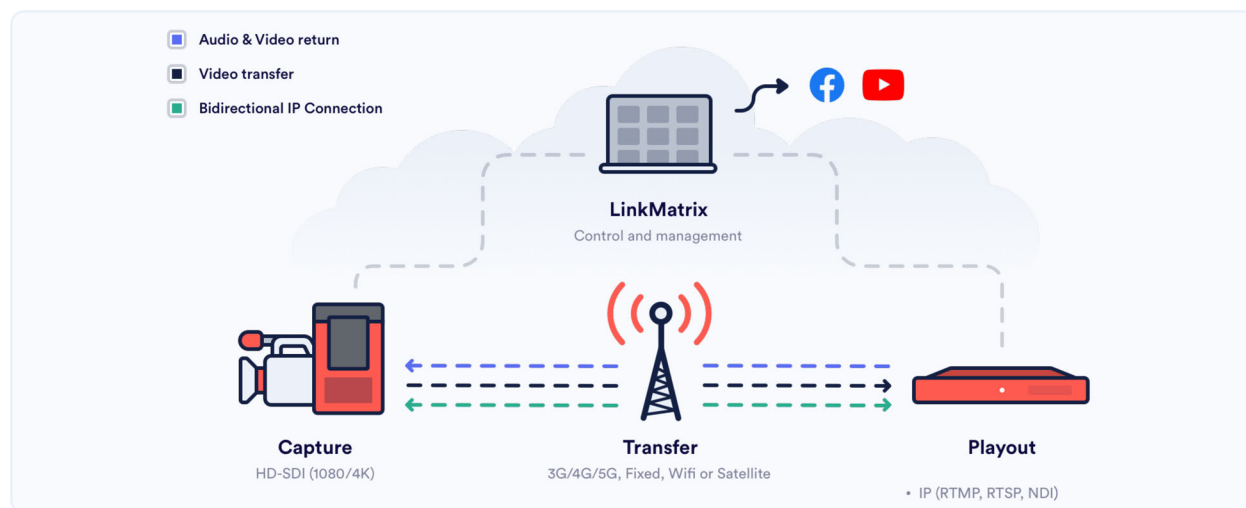 Audio & Video return
Video transfer
Bidirectional IP Connection
LinkMatrix
Control and management
Capture
HD-SDI (1080/4K)
Transfer
3G/4G/5G, Fixed, Wifi or Satellite
Playout
• IP (RTMP, RTSP, NDI)